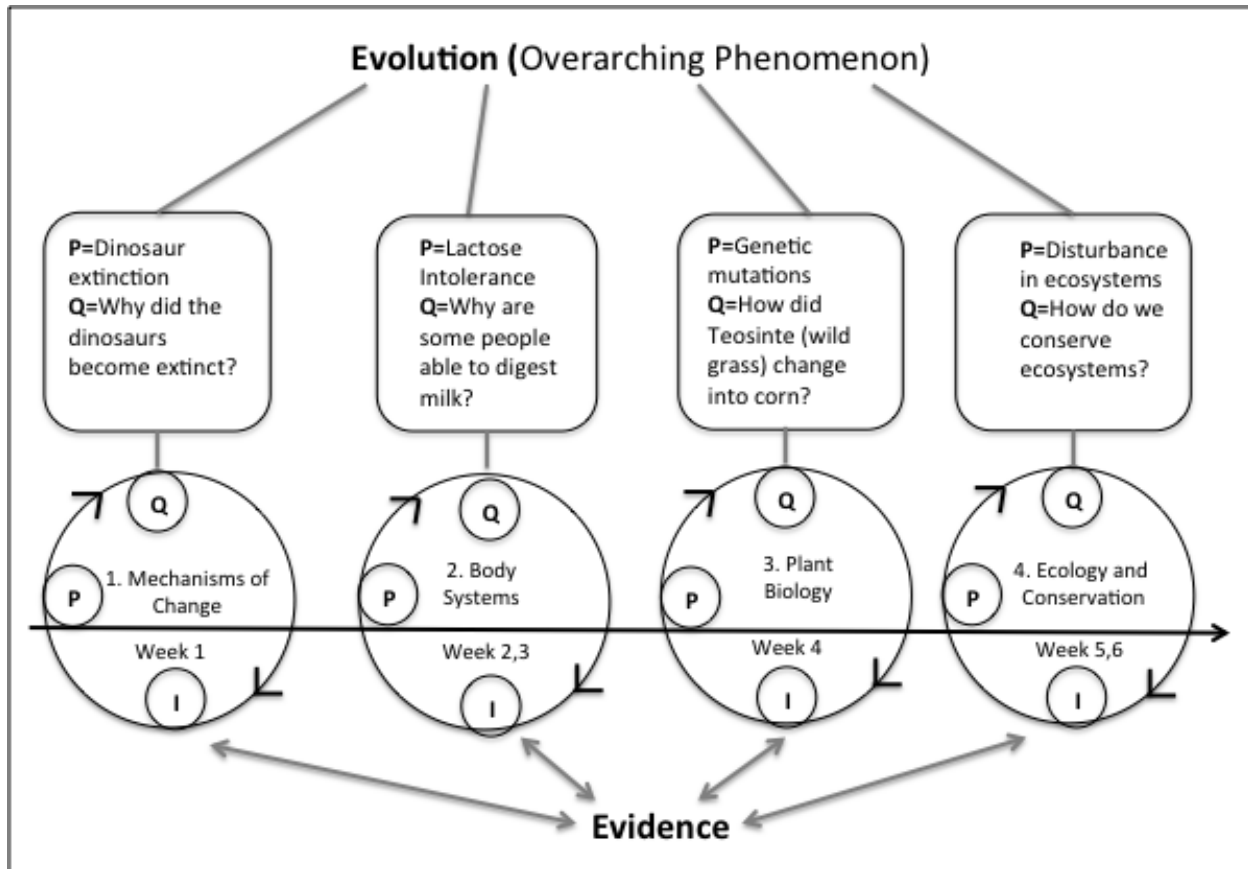 Evolution (Overarching Phenomenon)
P=Dinosaur
extinction
Q=Why did the
dinosaurs
become extinct?
P=Lactose
Intolerance
Q=Why are
some people
able to digest
milk?
P=Genetic
mutations
Q=How did
Teosinte (wild
grass) change
into corn?
P=Disturbance
in ecosystems
Q=How do we
conserve
ecosystems?
Q
P
1. Mechanisms of
Change
Week 1
I
Q
P
2. Body
Systems
Week 2,3
I
Q
P
3. Plant
Biology
Week 4
I
Q
P
4. Ecology and
Conservation
Week 5,6
I
Evidence